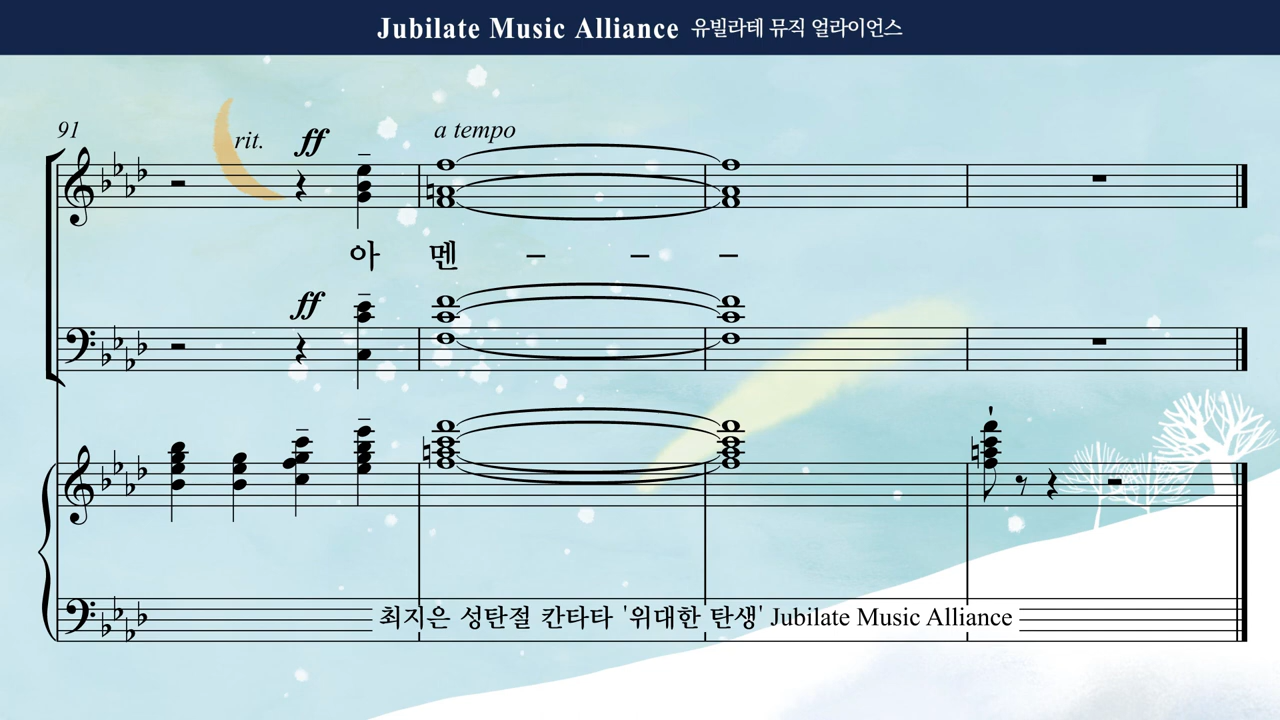 Jubilate Music Alliance 유빌라테 뮤직 얼라이언스
91 rit. ff a tempo
아 멘 - - -
ff
최지은 성탄절 칸타타 '위대한 탄생' Jubilate Music Alliance